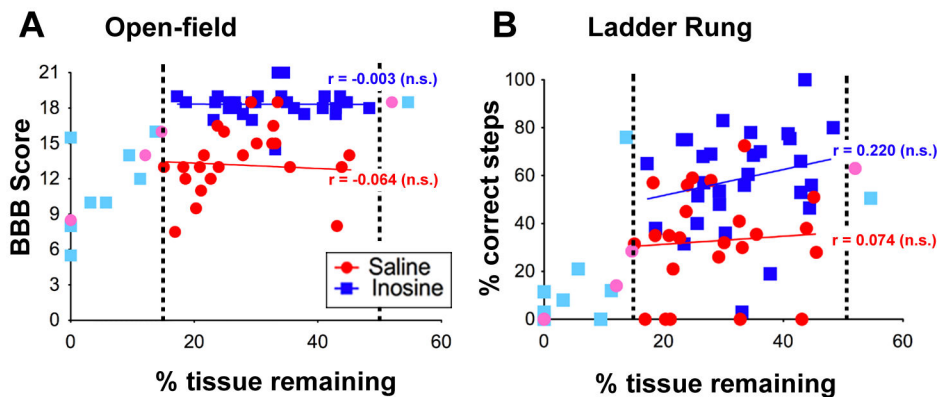 A Open-field
BBB Score
21
18
15
12
9
6
3
0
r = -0.003 (n.s.)
r = -0.064 (n.s.)
Saline
Inosine
0 20 40 60
% tissue remaining
B Ladder Rung
% correct steps
100
80
60
40
20
0
r = 0.220 (n.s.)
r = 0.074 (n.s.)
0 20 40 60
% tissue remaining